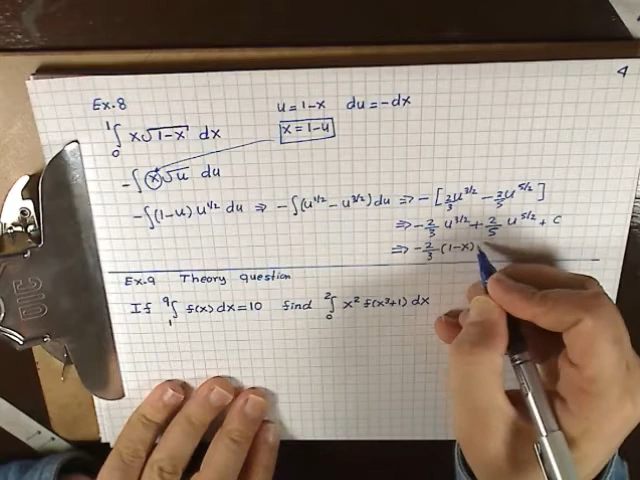 4
Ex.8 u = 1-x du = -dx
1∫0 x√(1-x) dx x = 1-u
-∫ x√u du
-∫(1-u) u^1/2 du ⇒ -∫(u^1/2 - u^3/2) du ⇒ -[2/3 u^3/2 - 2/5 u^5/2]
⇒ -2/3 u^3/2 + 2/5 u^5/2 + C
⇒ -2/3 (1-x)
Ex.9 Theory question
If 9∫1 f(x) dx = 10 find 2∫0 x² f(x³+1) dx
DIC